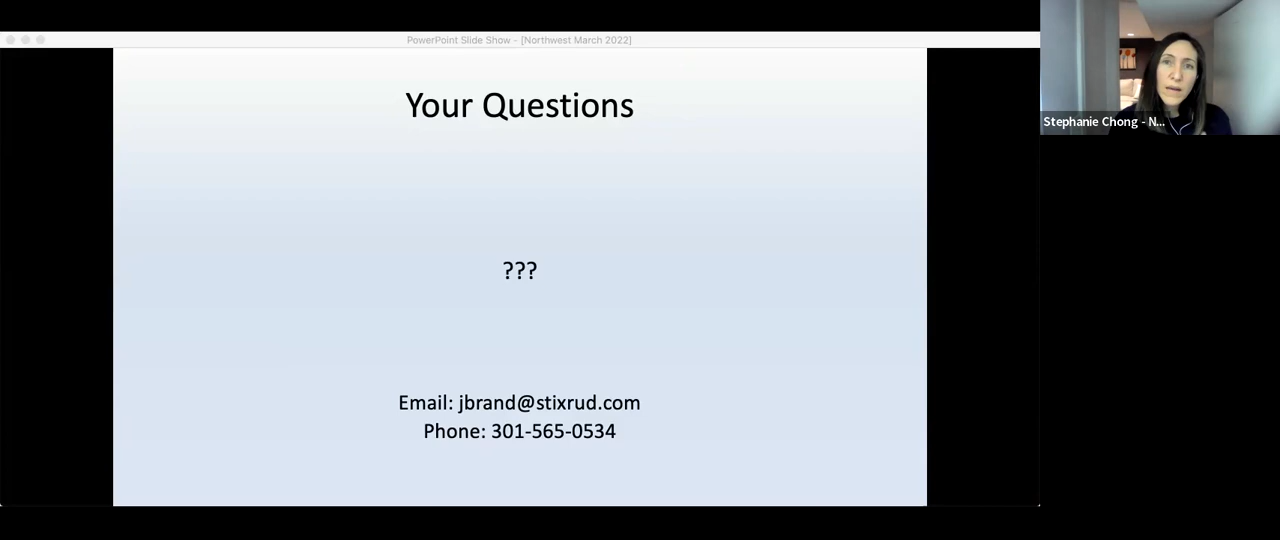 PowerPoint Slide Show - [Northwest March 2022]
Your Questions
???
Email: jbrand@stixrud.com
Phone: 301-565-0534
Stephanie Chong - N...